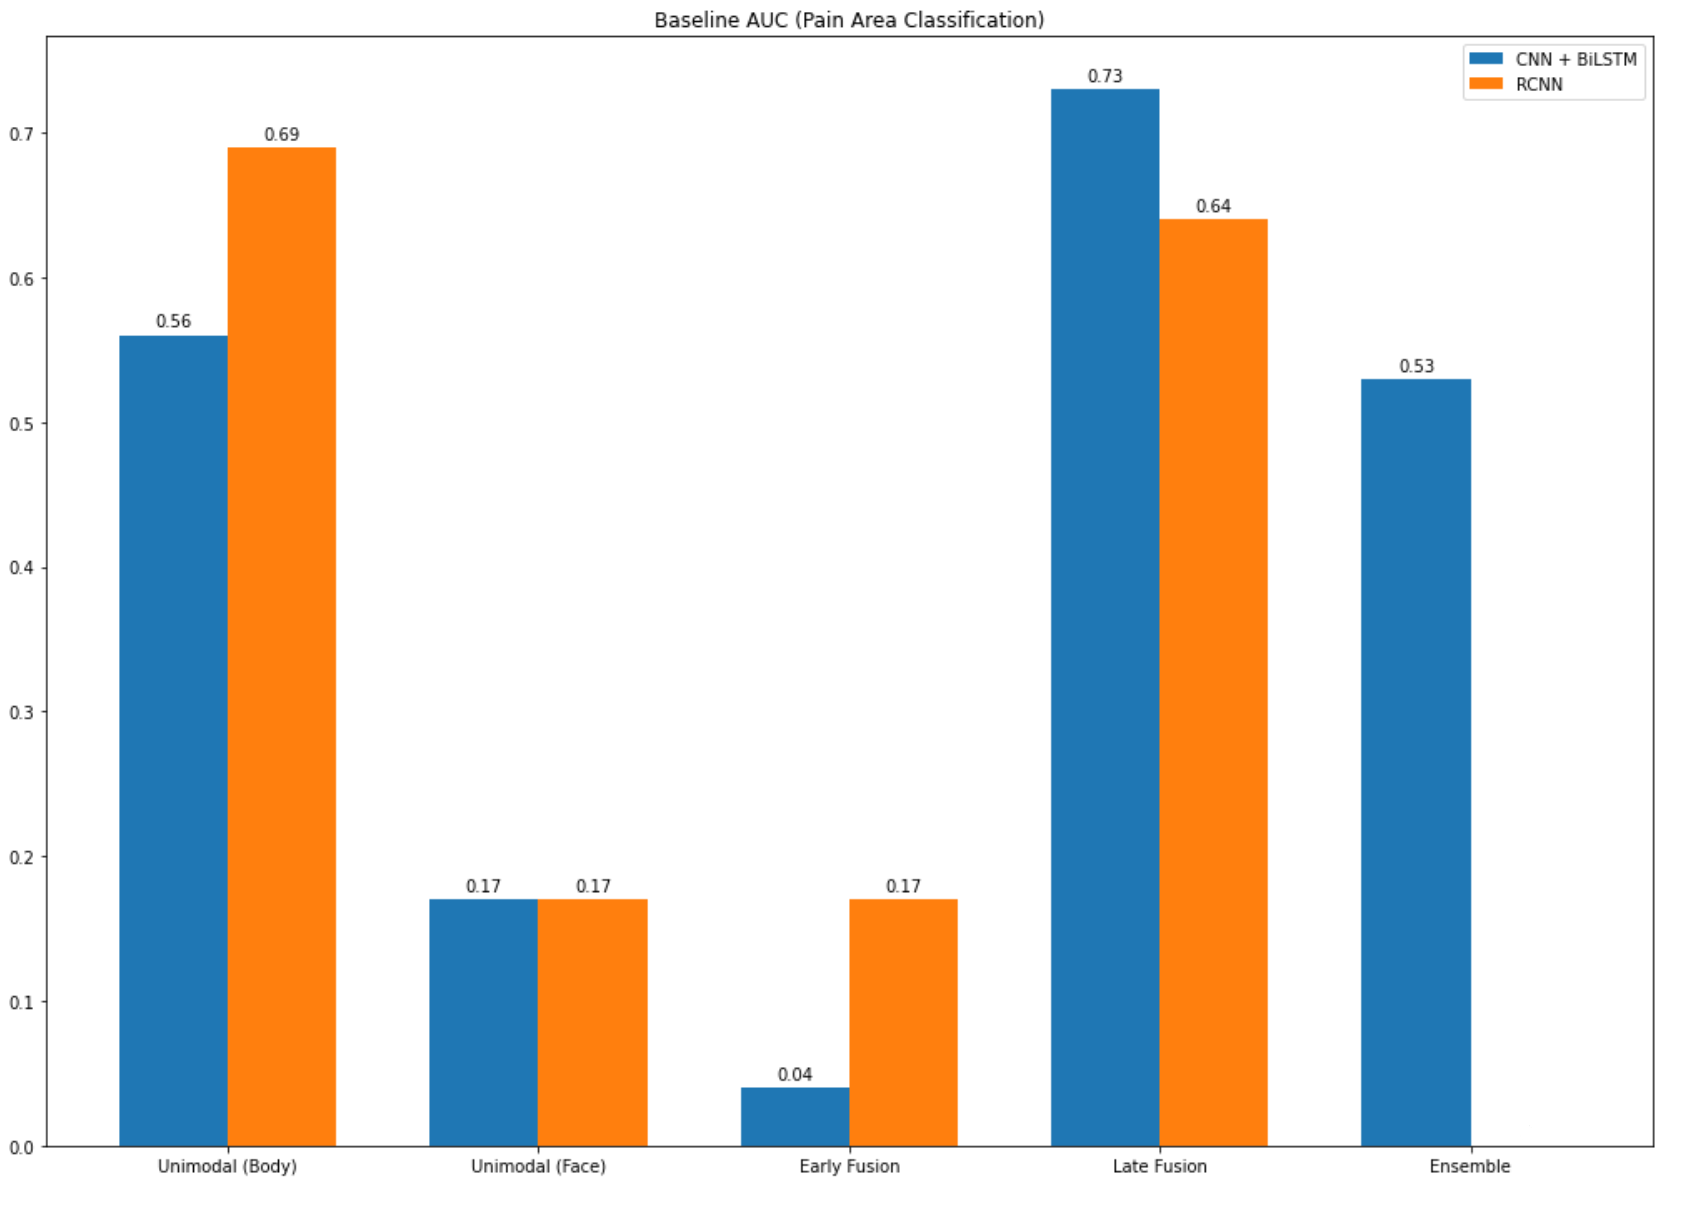 Baseline AUC (Pain Area Classification)
CNN + BiLSTM
RCNN
0.7
0.6
0.5
0.4
0.3
0.2
0.1
0.0
0.56
0.69
0.17
0.17
0.04
0.17
0.73
0.64
0.53
Unimodal (Body)
Unimodal (Face)
Early Fusion
Late Fusion
Ensemble